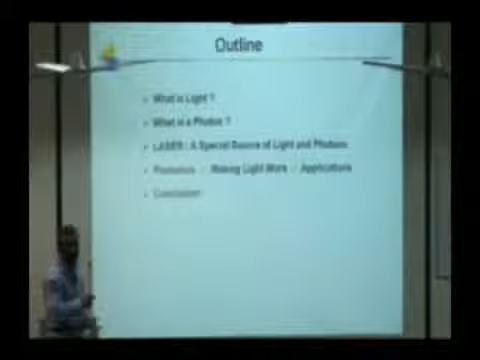 Outline
What is Light ?
What is a Photon ?
LASER : A Special Source of Light and Photons
Photonics : Making Light Work : Applications
Conclusion